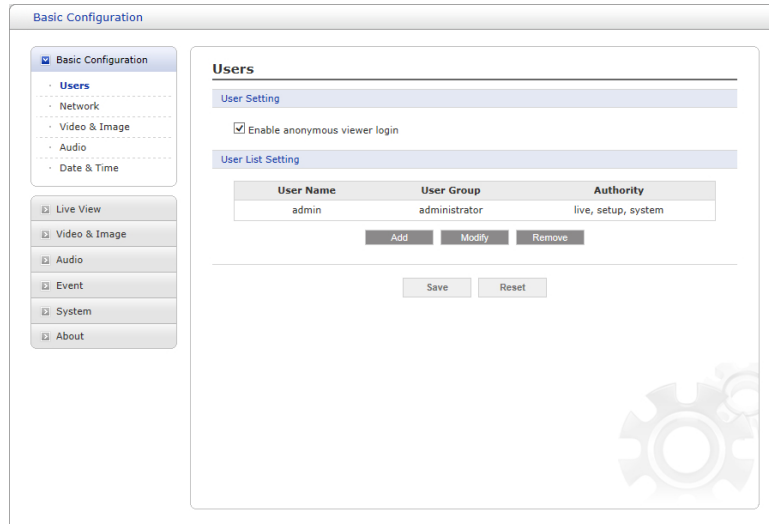 Basic Configuration
Basic Configuration
Users
Network
Video & Image
Audio
Date & Time
Live View
Video & Image
Audio
Event
System
About
Users
User Setting
Enable anonymous viewer login
User List Setting
User Name User Group Authority
admin administrator live, setup, system
Add Modify Remove
Save Reset